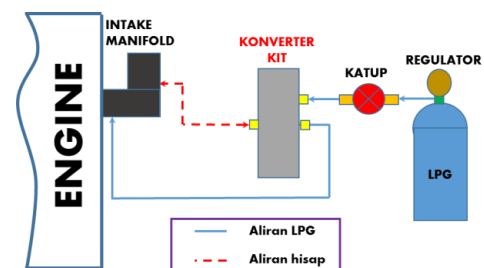 INTAKE
MANIFOLD
KONVERTER
KIT
REGULATOR
KATUP
ENGINE
LPG
Aliran LPG
Aliran hisap